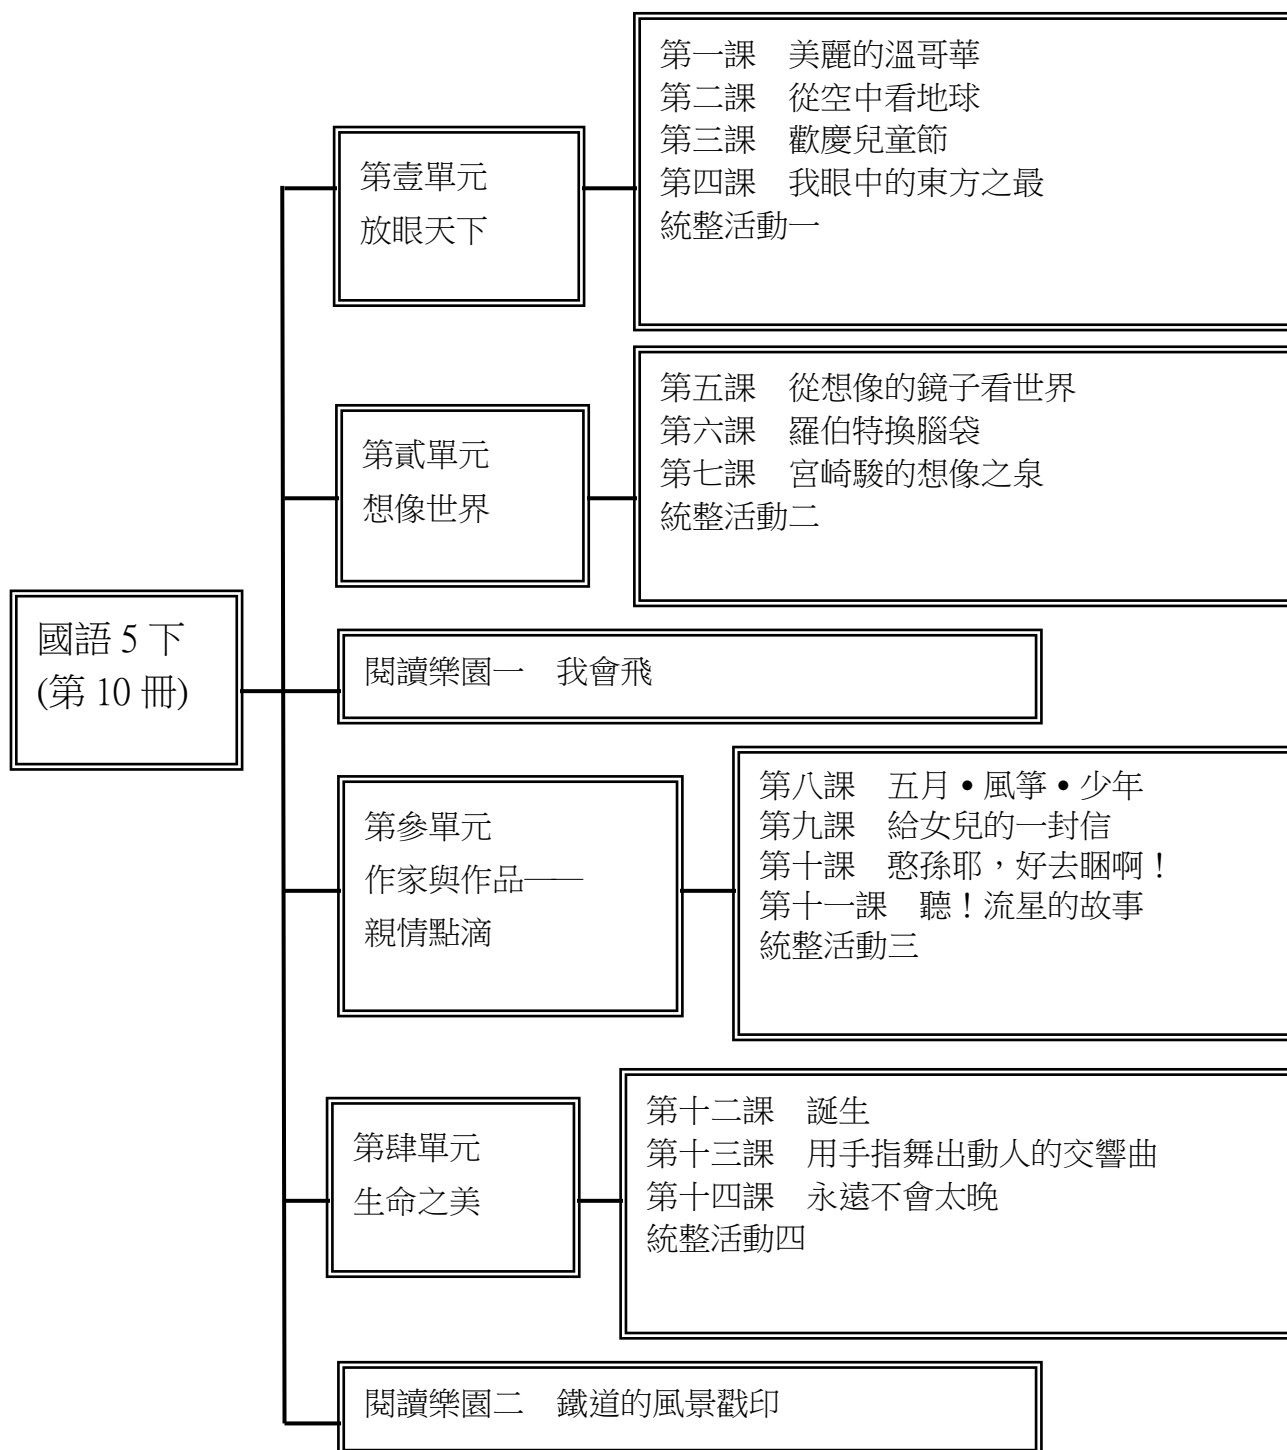 國語 5 下
(第 10 冊)
第壹單元
放眼天下
第一課　美麗的溫哥華
第二課　從空中看地球
第三課　歡慶兒童節
第四課　我眼中的東方之最
統整活動一
第貳單元
想像世界
第五課　從想像的鏡子看世界
第六課　羅伯特換腦袋
第七課　宮崎駿的想像之泉
統整活動二
閱讀樂園一　我會飛
第參單元
作家與作品——
親情點滴
第八課　五月•風箏•少年
第九課　給女兒的一封信
第十課　憨孫耶，好去睏啊！
第十一課　聽！流星的故事
統整活動三
第肆單元
生命之美
第十二課　誕生
第十三課　用手指舞出動人的交響曲
第十四課　永遠不會太晚
統整活動四
閱讀樂園二　鐵道的風景戳印